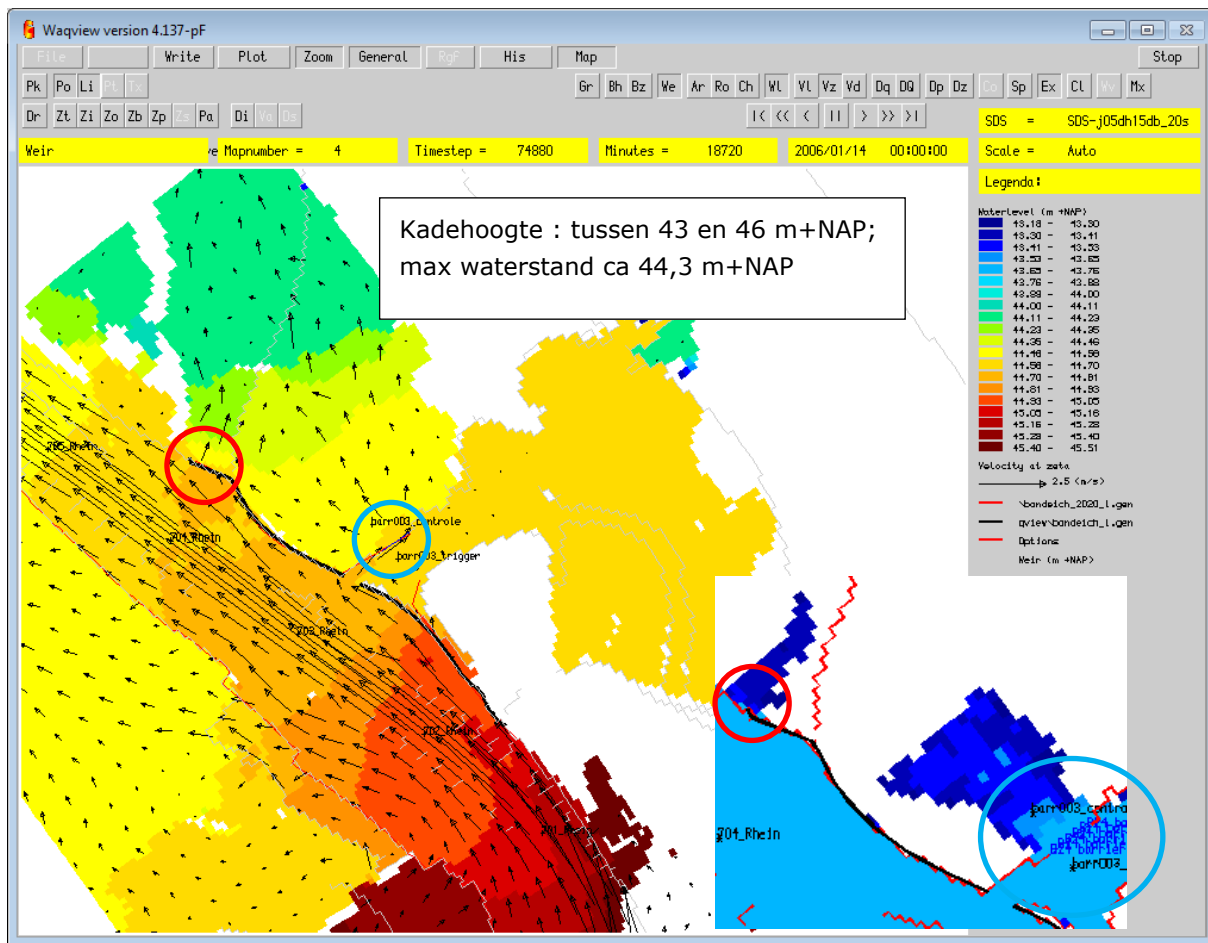 Waqview version 4.137-pF
File Write Plot Zoom General RgF His Map Stop
Pk Po Li Pt Tx Gr Bh Bz We Ar Ro Ch Wl Vl Vz Vd Dq DQ Dp Dz Co Sp Ex Cl Wv Mx
Dr Zt Zi Zo Zb Zp Zs Pa Di Va Ds |< << < || > >> >|
SDS = SDS-j05dh15db_20s
Weir Mapnumber = 4 Timestep = 74880 Minutes = 18720 2006/01/14 00:00:00 Scale = Auto
Legenda:
Kadehoogte : tussen 43 en 46 m+NAP;
max waterstand ca 44,3 m+NAP
Waterlevel (m +NAP)
43.18 - 43.30
43.30 - 43.41
43.41 - 43.53
43.53 - 43.65
43.65 - 43.76
43.76 - 43.88
43.88 - 44.00
44.00 - 44.11
44.11 - 44.23
44.23 - 44.35
44.35 - 44.46
44.46 - 44.58
44.58 - 44.70
44.70 - 44.81
44.81 - 44.93
44.93 - 45.05
45.05 - 45.16
45.16 - 45.28
45.28 - 45.40
45.40 - 45.51
Velocity at zeta
2.5 (m/s)
\bandeich_2020_l.gen
qview\bandeich_l.gen
Options
Weir (m +NAP)
705_Rhein
barr003_controle
704_Rhein
barr003_trigger
703_Rhein
702_Rhein
701_Rhein
barr003_contro
704_Rhein
barr003_